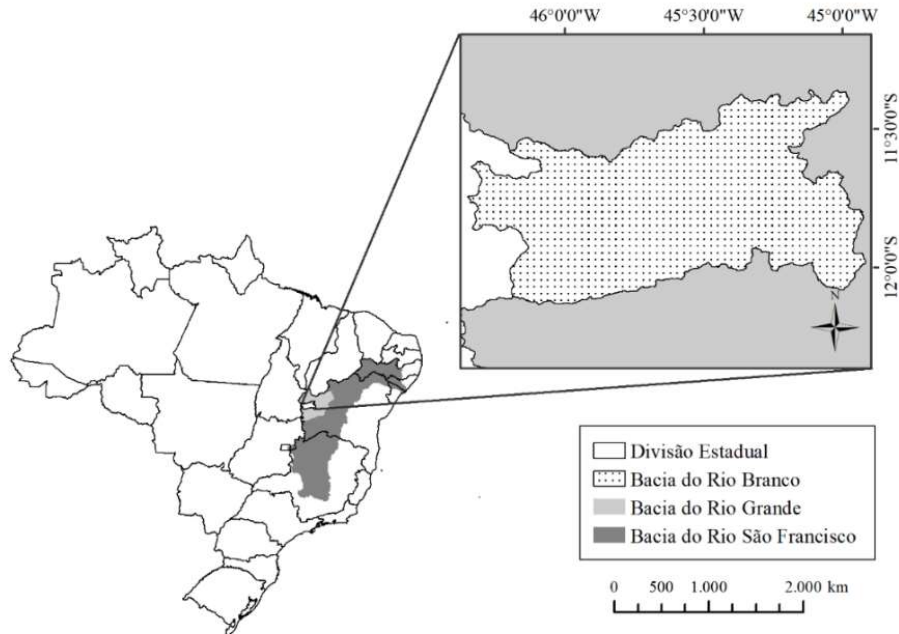 46°0'0"W 45°30'0"W 45°0'0"W
11°30'0"S
12°0'0"S
N
Divisão Estadual
Bacia do Rio Branco
Bacia do Rio Grande
Bacia do Rio São Francisco
0 500 1.000 2.000 km